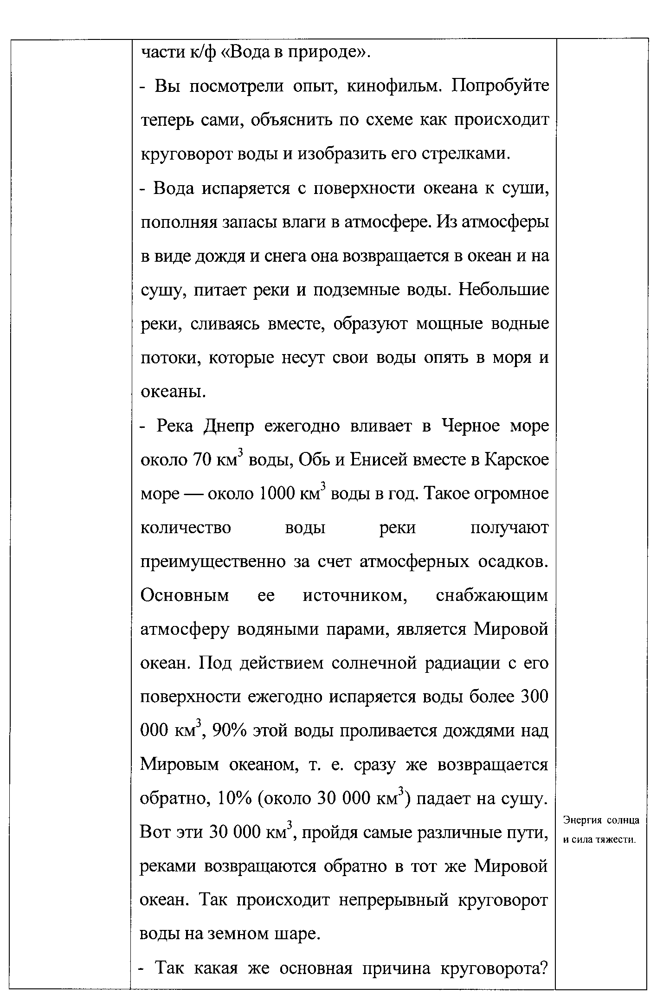 части к/ф «Вода в природе».
- Вы посмотрели опыт, кинофильм. Попробуйте
теперь сами, объяснить по схеме как происходит
круговорот воды и изобразить его стрелками.
- Вода испаряется с поверхности океана к суши,
пополняя запасы влаги в атмосфере. Из атмосферы
в виде дождя и снега она возвращается в океан и на
сушу, питает реки и подземные воды. Небольшие
реки, сливаясь вместе, образуют мощные водные
потоки, которые несут свои воды опять в моря и
океаны.
- Река Днепр ежегодно вливает в Черное море
около 70 км³ воды, Обь и Енисей вместе в Карское
море — около 1000 км³ воды в год. Такое огромное
количество воды реки получают
преимущественно за счет атмосферных осадков.
Основным ее источником, снабжающим
атмосферу водяными парами, является Мировой
океан. Под действием солнечной радиации с его
поверхности ежегодно испаряется воды более 300
000 км³, 90% этой воды проливается дождями над
Мировым океаном, т. е. сразу же возвращается
обратно, 10% (около 30 000 км³) падает на сушу.
Вот эти 30 000 км³, пройдя самые различные пути,
реками возвращаются обратно в тот же Мировой
океан. Так происходит непрерывный круговорот
воды на земном шаре.
- Так какая же основная причина круговорота?
Энергия солнца
и сила тяжести.